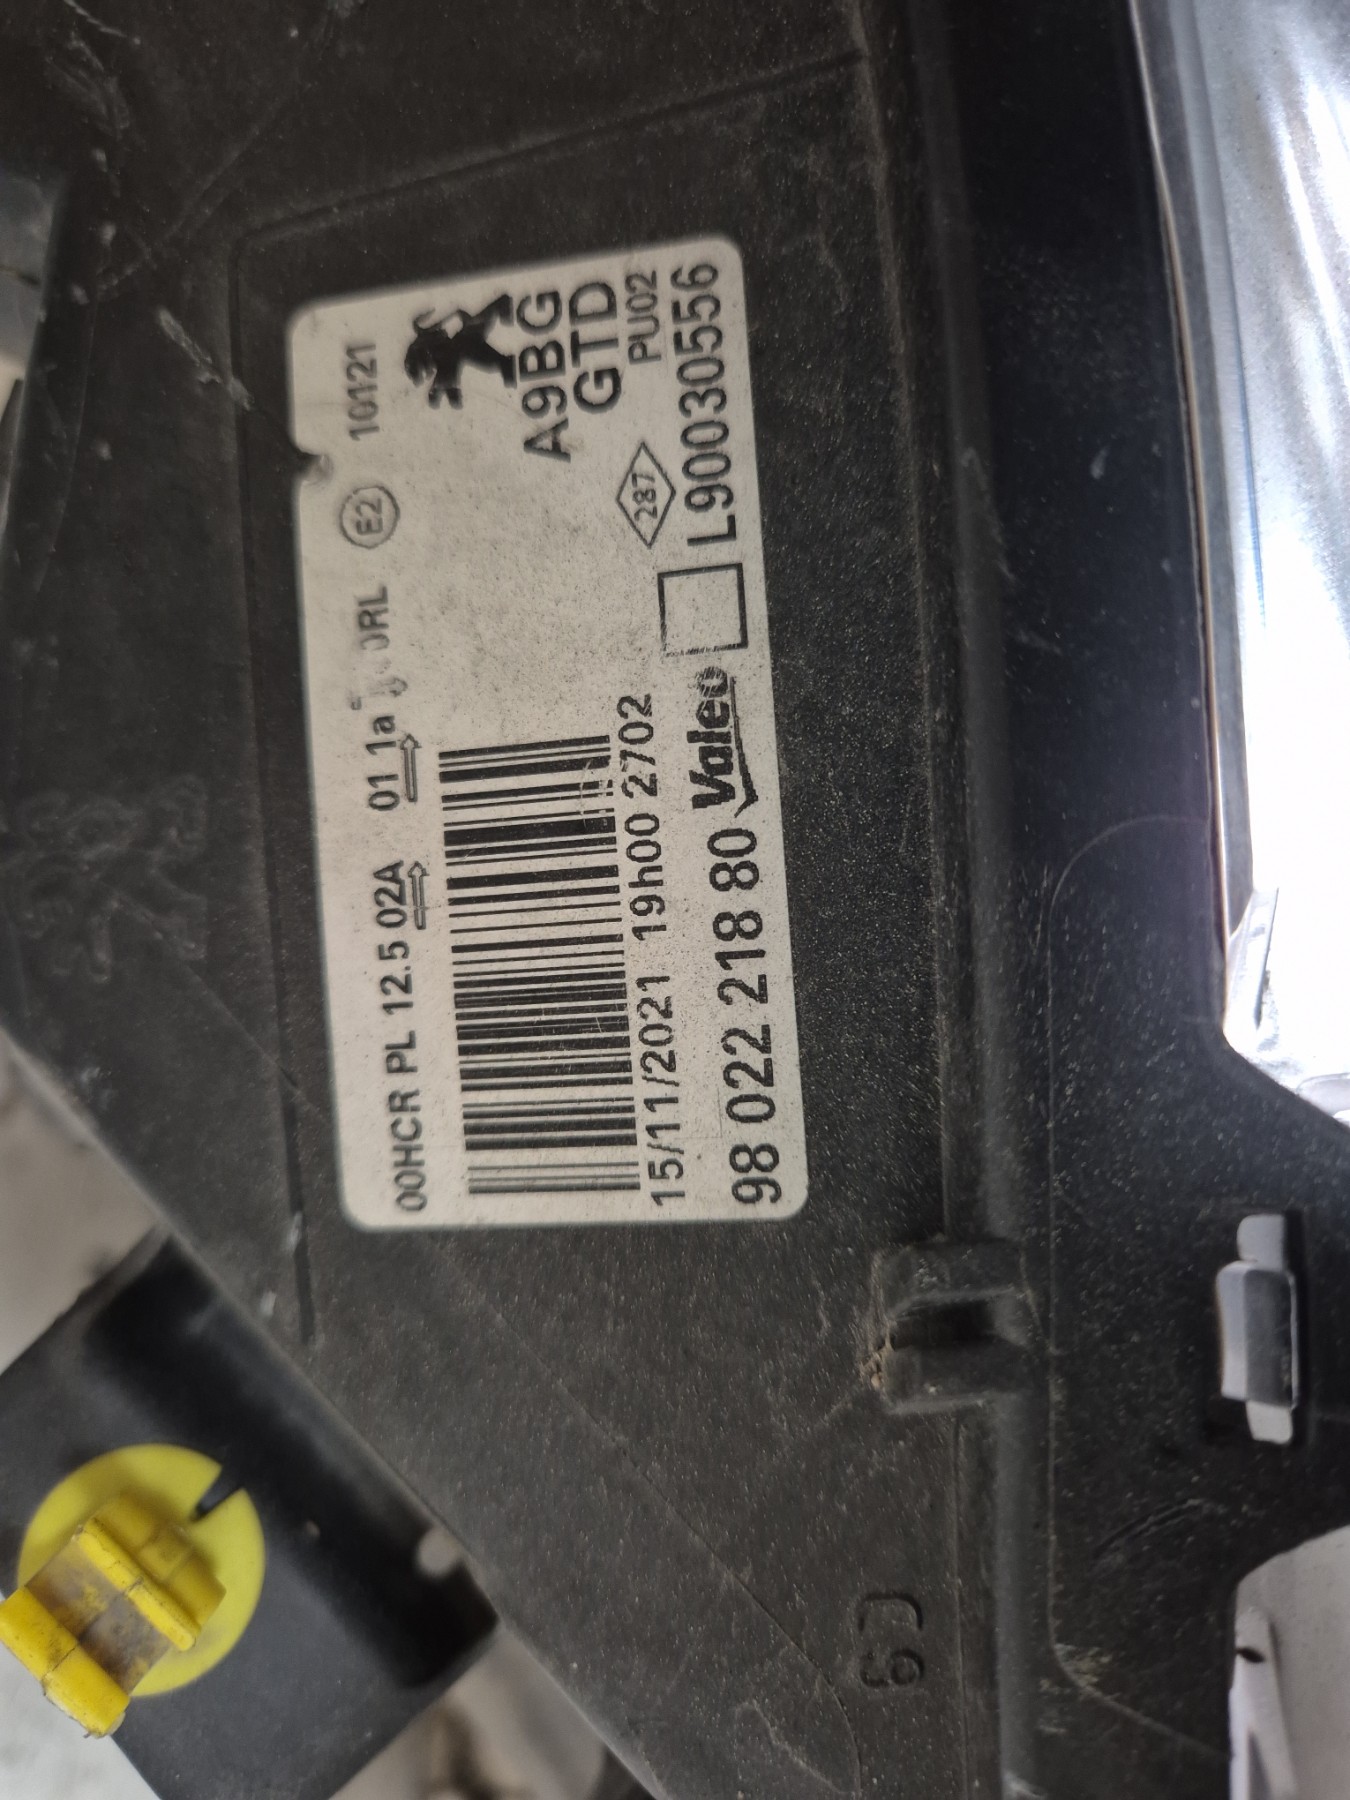 00HCR PL 12.5 02A 01 1a RL E2 10121
A9BG
GTD
PU02
287
15/11/2021 19h00 2702
98 022 218 80 Valeo L90030556